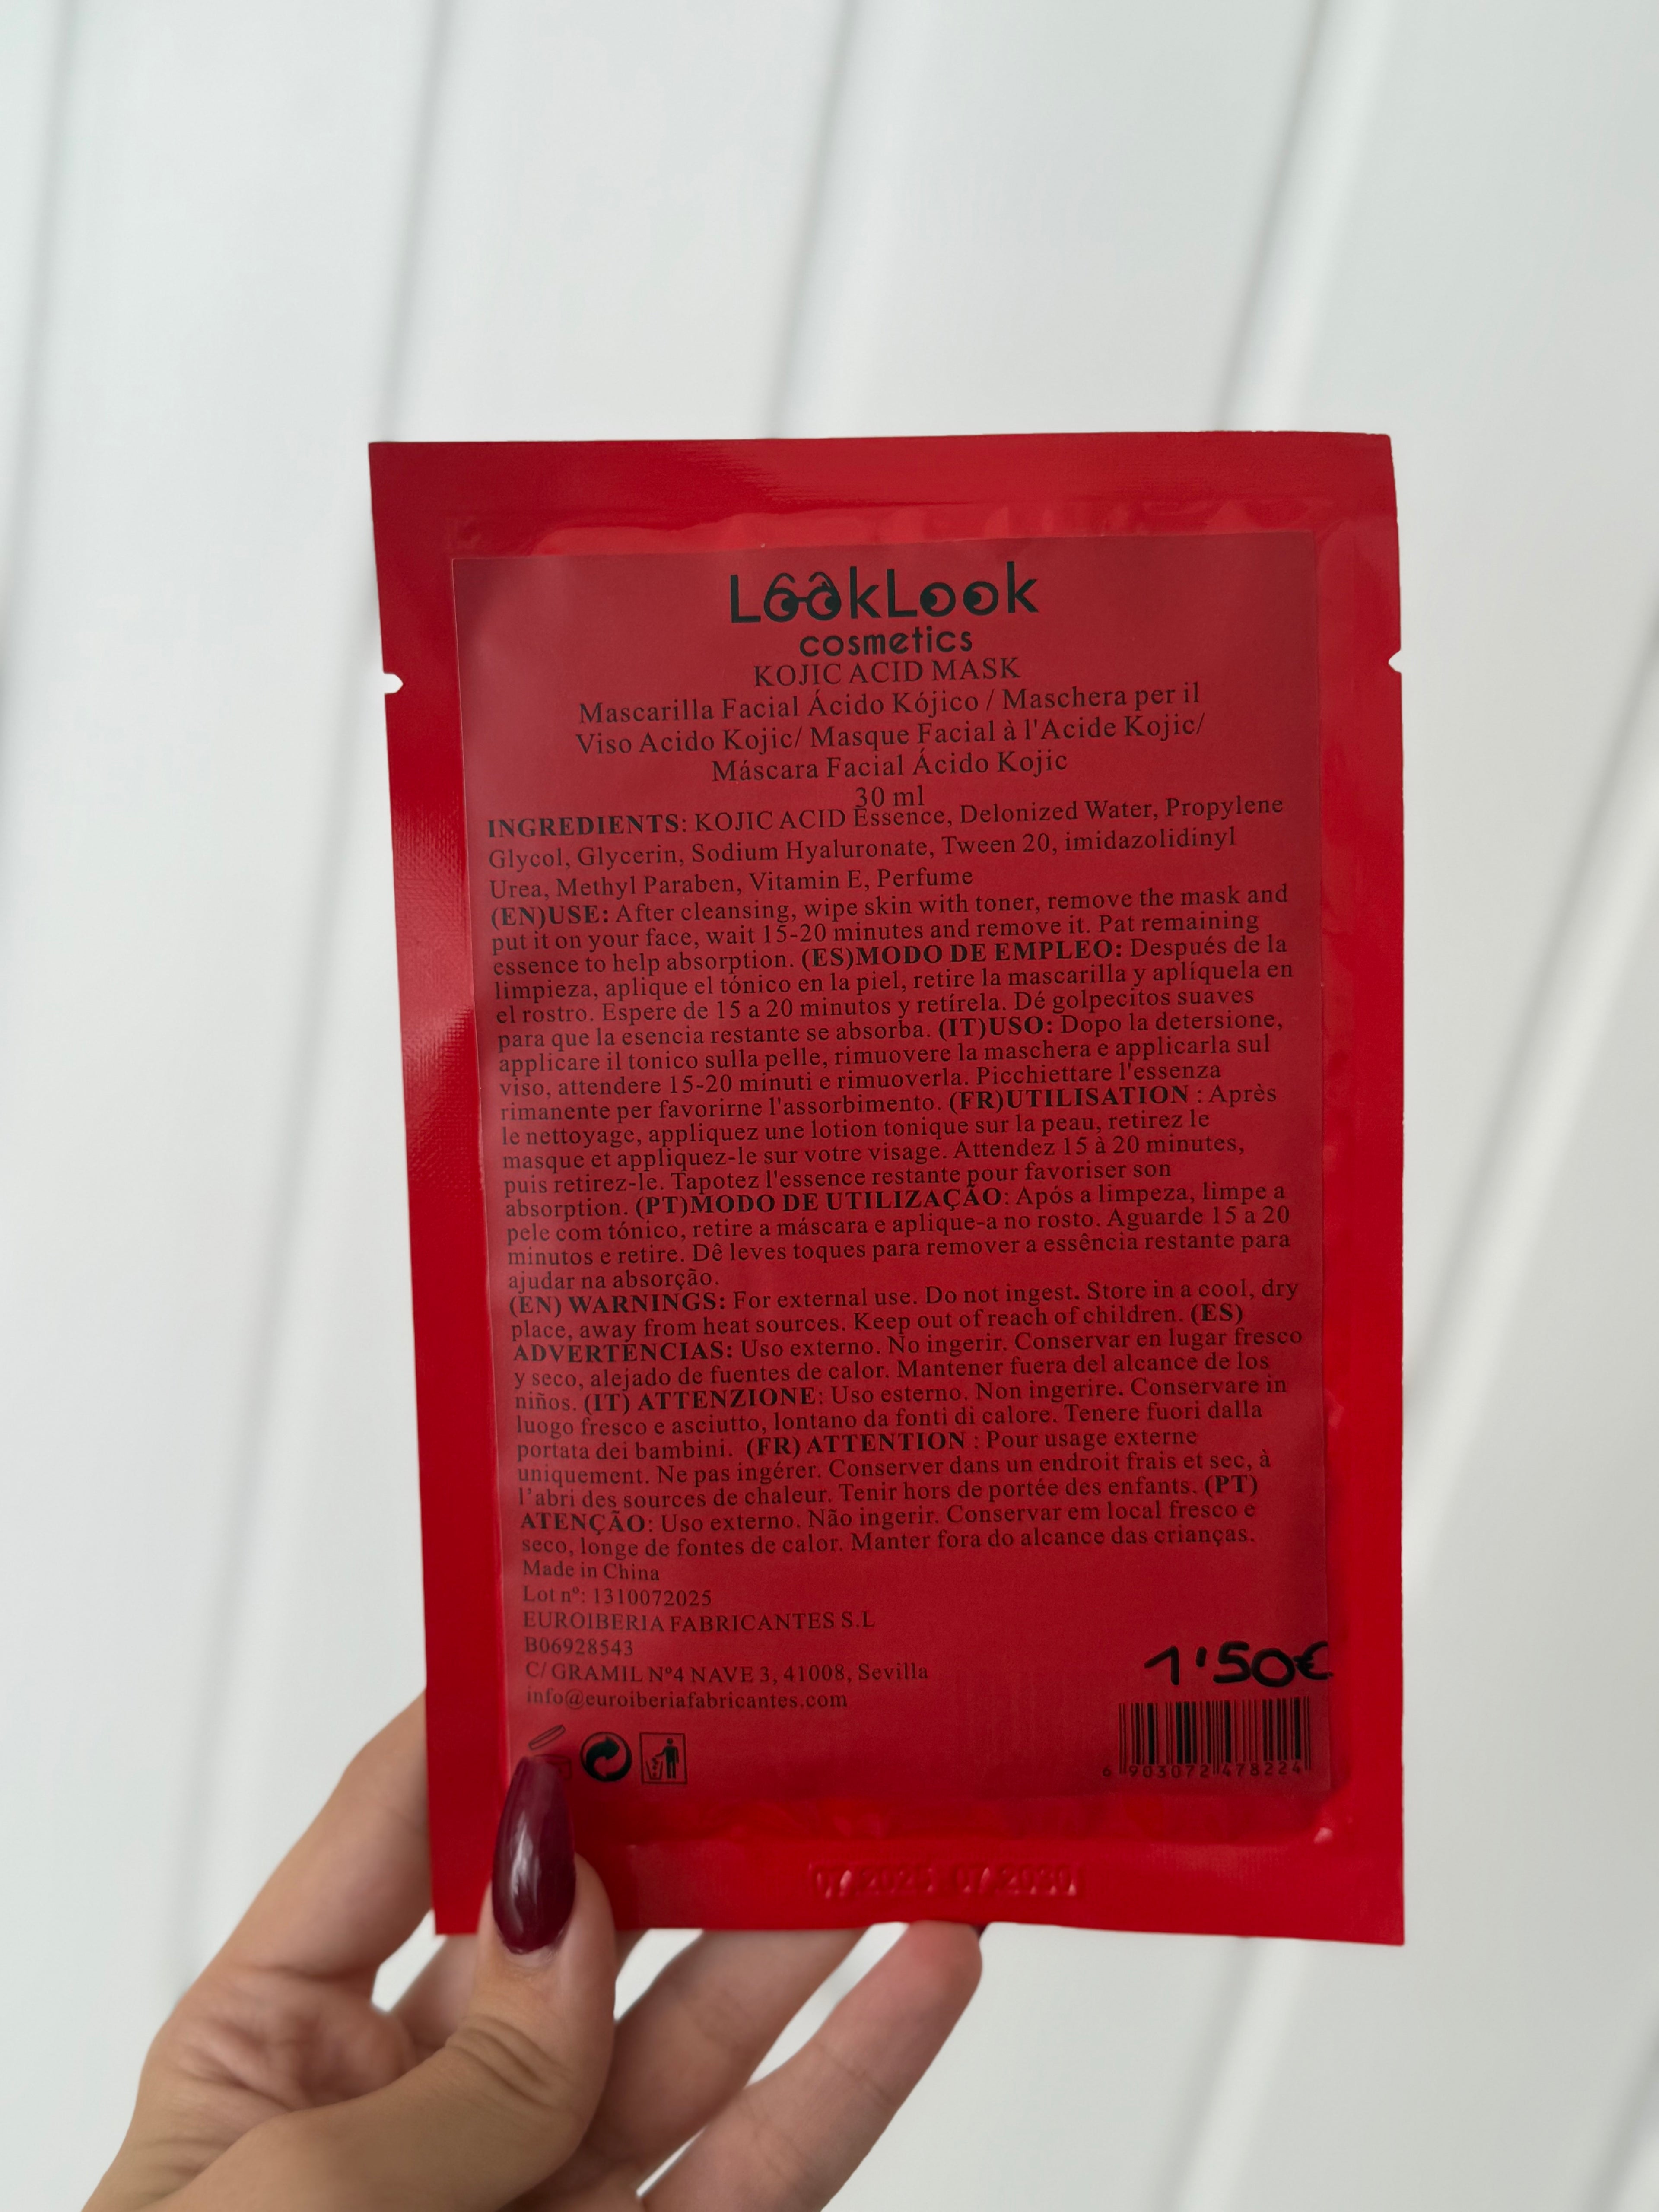 LookLook
cosmetics
KOJIC ACID MASK
Mascarilla Facial Ácido Kójico / Maschera per il
Viso Acido Kojic/ Masque Facial à l'Acide Kojic/
Máscara Facial Ácido Kojic
30 ml
INGREDIENTS: KOJIC ACID Essence, Delonized Water, Propylene
Glycol, Glycerin, Sodium Hyaluronate, Tween 20, imidazolidinyl
Urea, Methyl Paraben, Vitamin E, Perfume
(EN)USE: After cleansing, wipe skin with toner, remove the mask and
put it on your face, wait 15-20 minutes and remove it. Pat remaining
essence to help absorption. (ES)MODO DE EMPLEO: Después de la
limpieza, aplique el tónico en la piel, retire la mascarilla y aplíquela en
el rostro. Espere de 15 a 20 minutos y retírela. Dé golpecitos suaves
para que la esencia restante se absorba. (IT)USO: Dopo la detersione,
applicare il tonico sulla pelle, rimuovere la maschera e applicarla sul
viso, attendere 15-20 minuti e rimuoverla. Picchiettare l'essenza
rimanente per favorirne l'assorbimento. (FR)UTILISATION : Après
le nettoyage, appliquez une lotion tonique sur la peau, retirez le
masque et appliquez-le sur votre visage. Attendez 15 à 20 minutes,
puis retirez-le. Tapotez l'essence restante pour favoriser son
absorption. (PT)MODO DE UTILIZAÇÃO: Após a limpeza, limpe a
pele com tónico, retire a máscara e aplique-a no rosto. Aguarde 15 a 20
minutos e retire. Dê leves toques para remover a essência restante para
ajudar na absorção.
(EN) WARNINGS: For external use. Do not ingest. Store in a cool, dry
place, away from heat sources. Keep out of reach of children. (ES)
ADVERTENCIAS: Uso externo. No ingerir. Conservar en lugar fresco
y seco, alejado de fuentes de calor. Mantener fuera del alcance de los
niños. (IT) ATTENZIONE: Uso esterno. Non ingerire. Conservare in
luogo fresco e asciutto, lontano da fonti di calore. Tenere fuori dalla
portata dei bambini. (FR) ATTENTION : Pour usage externe
uniquement. Ne pas ingérer. Conserver dans un endroit frais et sec, à
l'abri des sources de chaleur. Tenir hors de portée des enfants. (PT)
ATENÇÃO: Uso externo. Não ingerir. Conservar em local fresco e
seco, longe de fontes de calor. Manter fora do alcance das crianças.
Made in China
Lot nº: 1310072025
EUROIBERIA FABRICANTES S.L
B06928543
C/ GRAMIL Nº4 NAVE 3, 41008, Sevilla
info@euroiberiafabricantes.com
1'50€
6 903072 478224
07,2025 07,2030